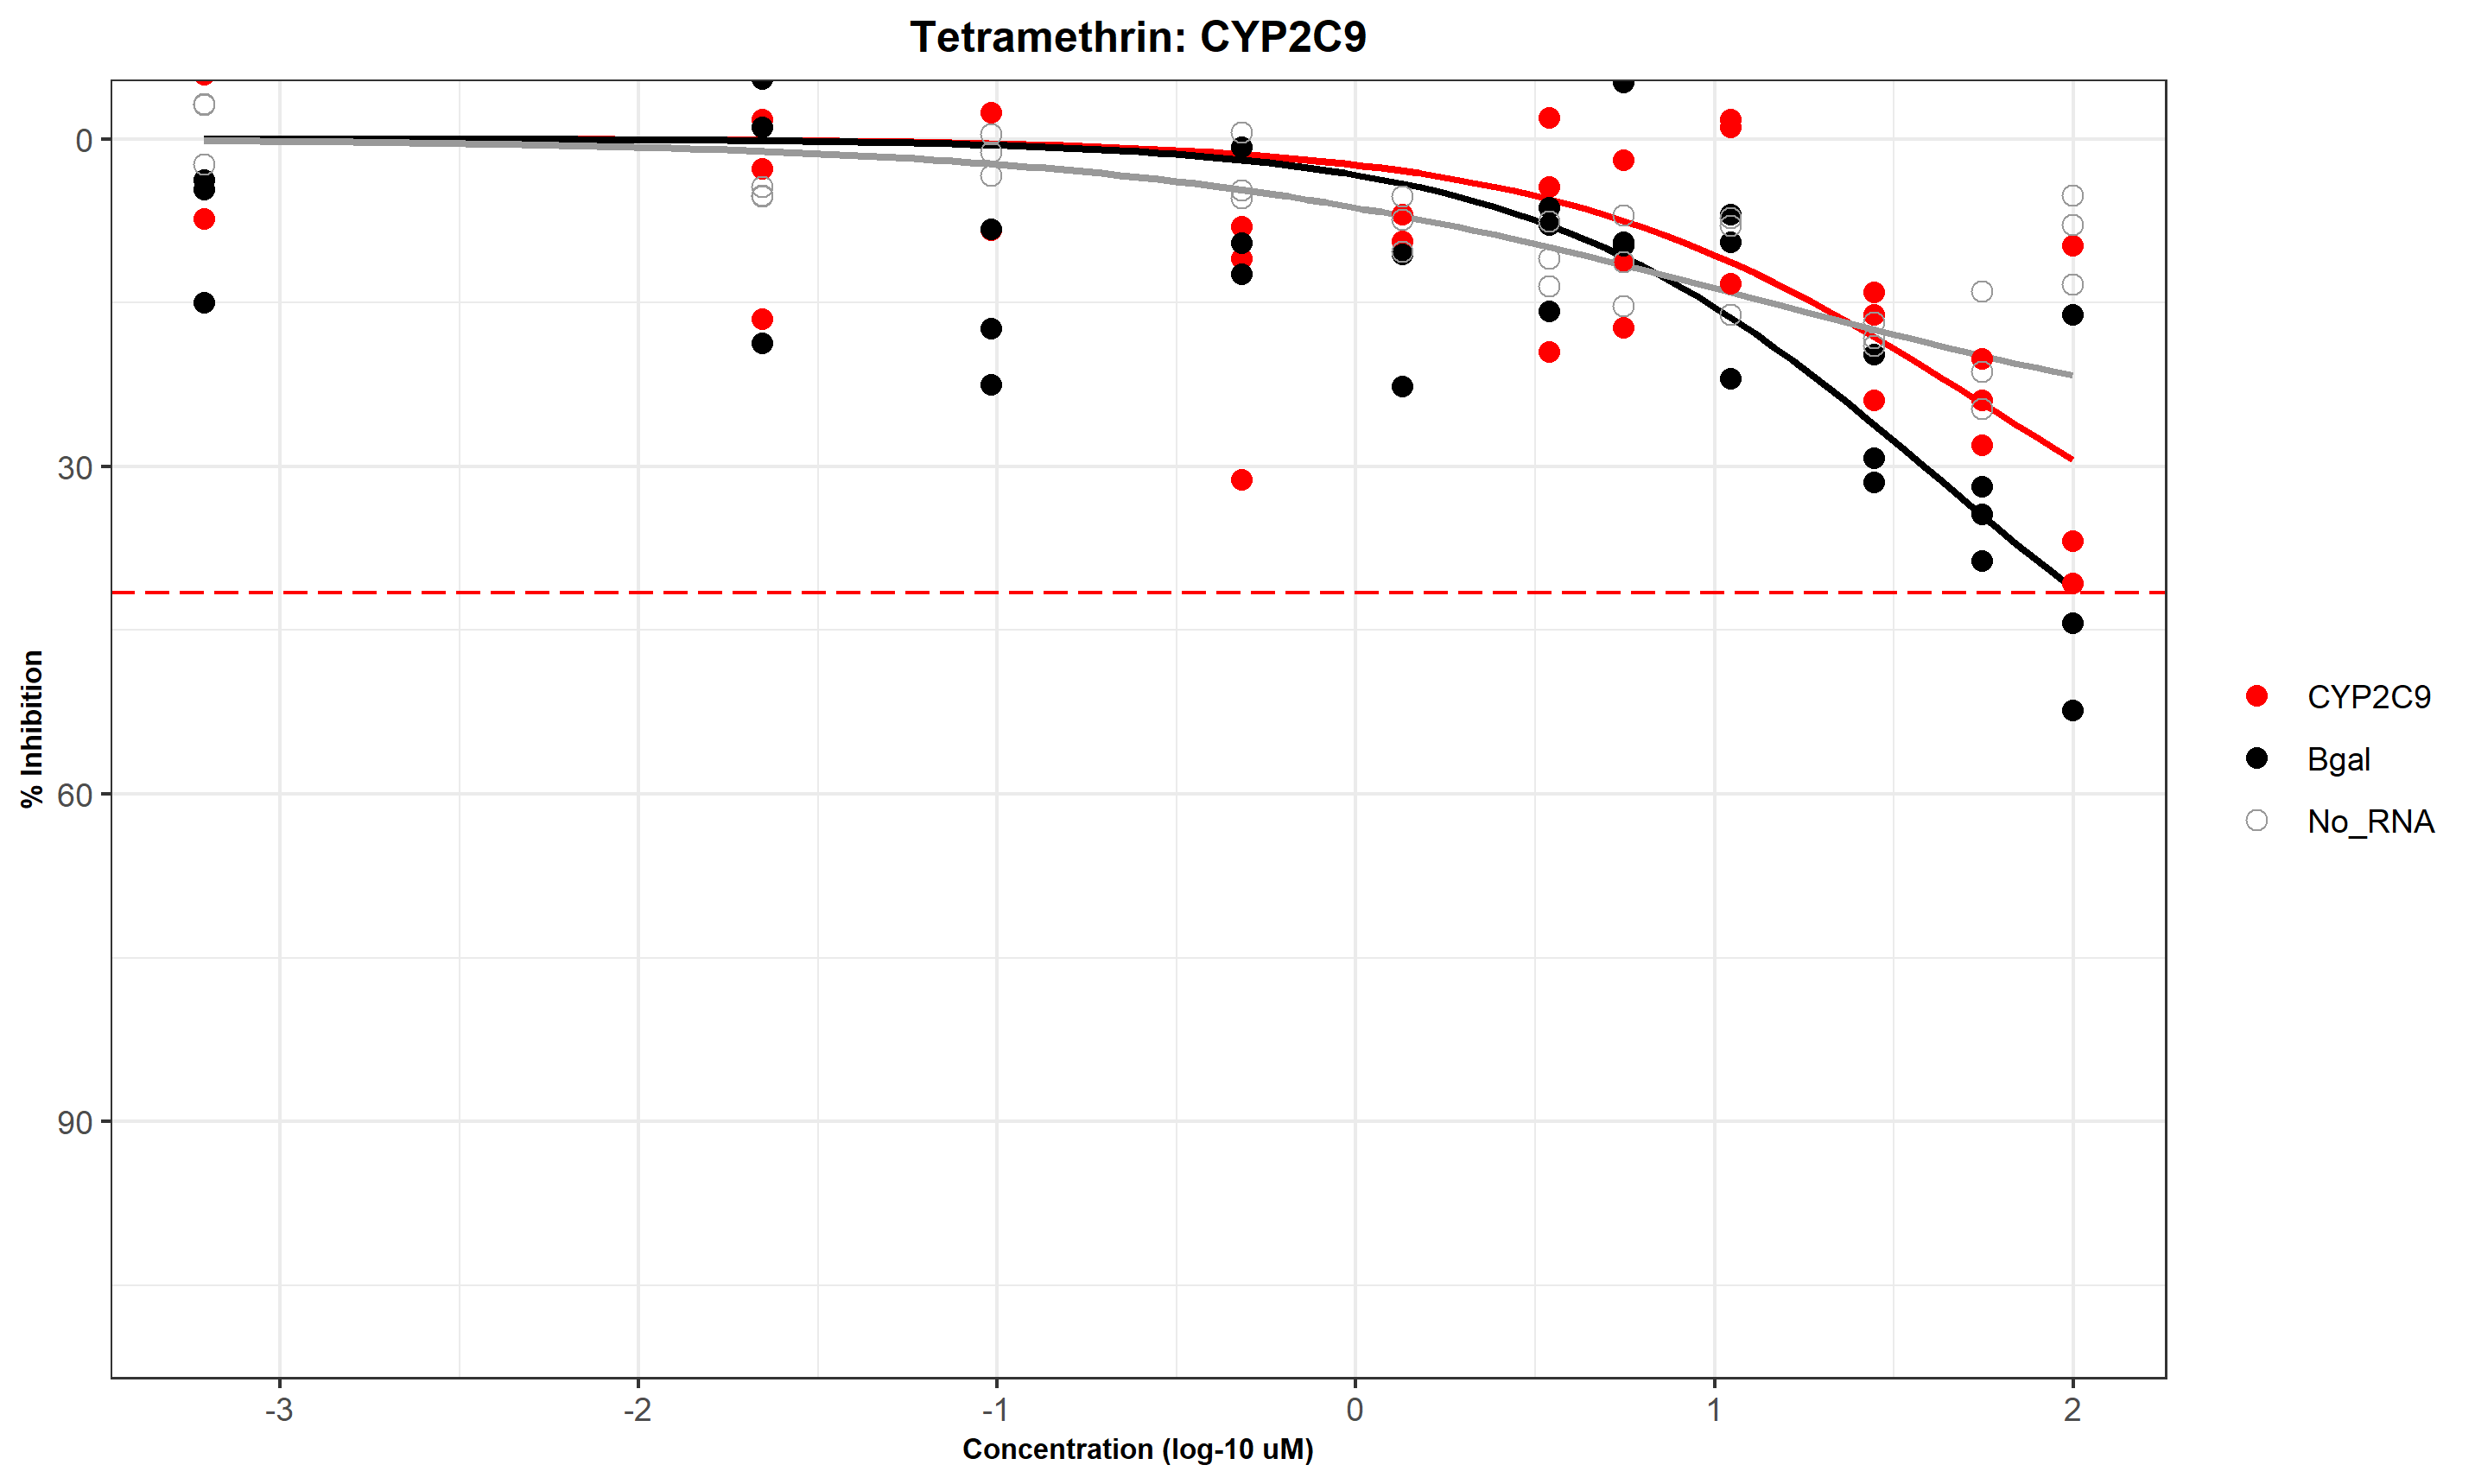 Tetramethrin: CYP2C9
0
30
60
90
% Inhibition
-3
-2
-1
0
1
2
Concentration (log-10 uM)
CYP2C9
Bgal
No_RNA